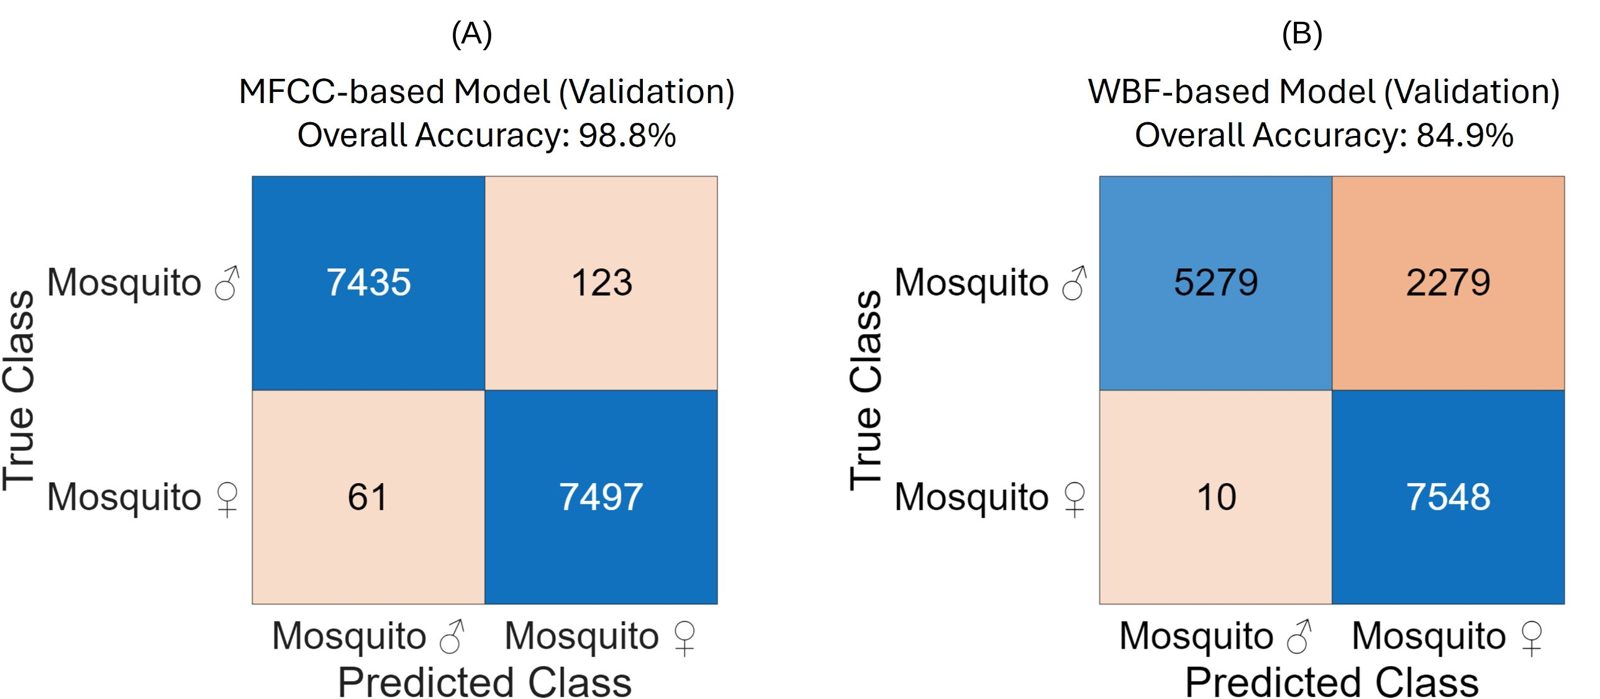 (A)
MFCC-based Model (Validation)
Overall Accuracy: 98.8%
True Class
Mosquito ♂
7435
123
Mosquito ♀
61
7497
Mosquito ♂
Mosquito ♀
Predicted Class
(B)
WBF-based Model (Validation)
Overall Accuracy: 84.9%
True Class
Mosquito ♂
5279
2279
Mosquito ♀
10
7548
Mosquito ♂
Mosquito ♀
Predicted Class